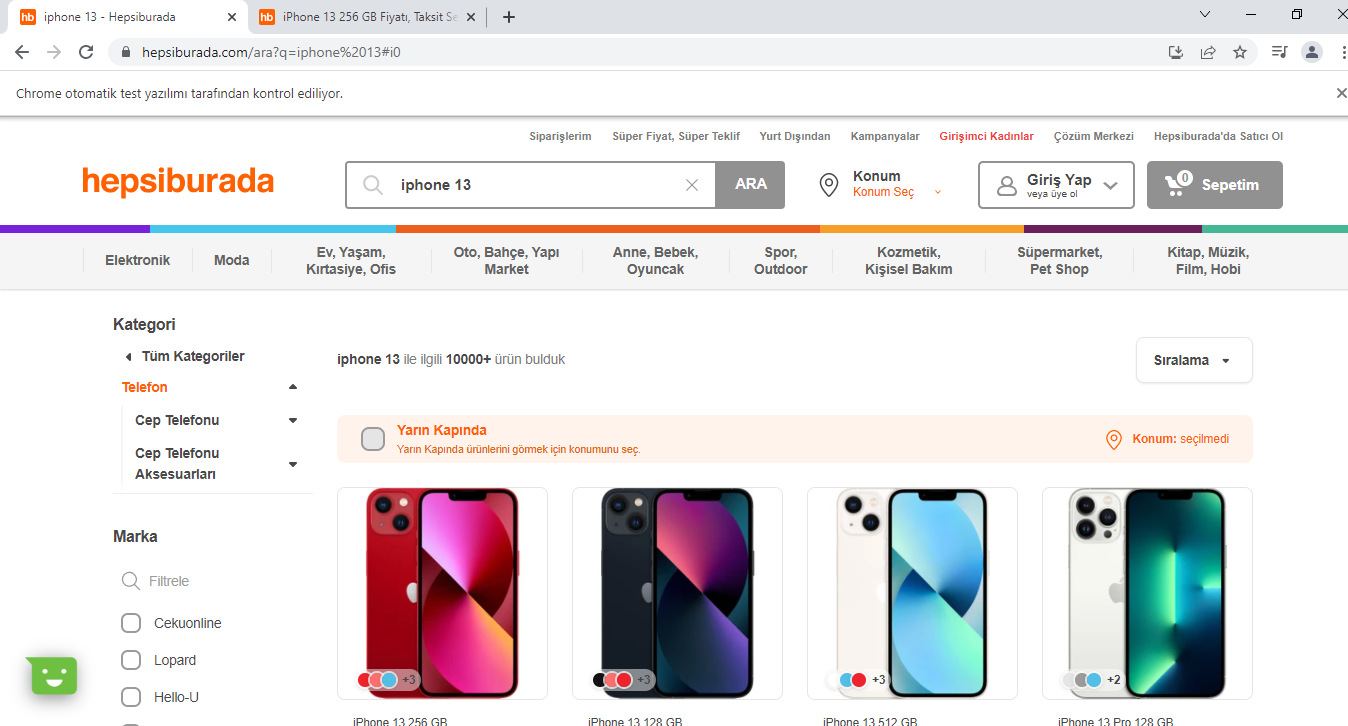 hb iphone 13 - Hepsiburada
hb iPhone 13 256 GB Fiyatı, Taksit Se
hepsiburada.com/ara?q=iphone%2013#i0
Chrome otomatik test yazılımı tarafından kontrol ediliyor.
Siparişlerim Süper Fiyat, Süper Teklif Yurt Dışından Kampanyalar Girişimci Kadınlar Çözüm Merkezi Hepsiburada'da Satıcı Ol
hepsiburada
iphone 13
ARA
Konum
Konum Seç
Giriş Yap
veya üye ol
0
Sepetim
Elektronik
Moda
Ev, Yaşam,
Kırtasiye, Ofis
Oto, Bahçe, Yapı
Market
Anne, Bebek,
Oyuncak
Spor,
Outdoor
Kozmetik,
Kişisel Bakım
Süpermarket,
Pet Shop
Kitap, Müzik,
Film, Hobi
Kategori
Tüm Kategoriler
Telefon
Cep Telefonu
Cep Telefonu
Aksesuarları
Marka
Filtrele
Cekuonline
Lopard
Hello-U
iphone 13 ile ilgili 10000+ ürün bulduk
Sıralama
Yarın Kapında
Yarın Kapında ürünlerini görmek için konumunu seç.
Konum: seçilmedi
+3
+3
+3
+2
iPhone 13 256 GB
iPhone 13 128 GB
iPhone 13 512 GB
iPhone 13 Pro 128 GB